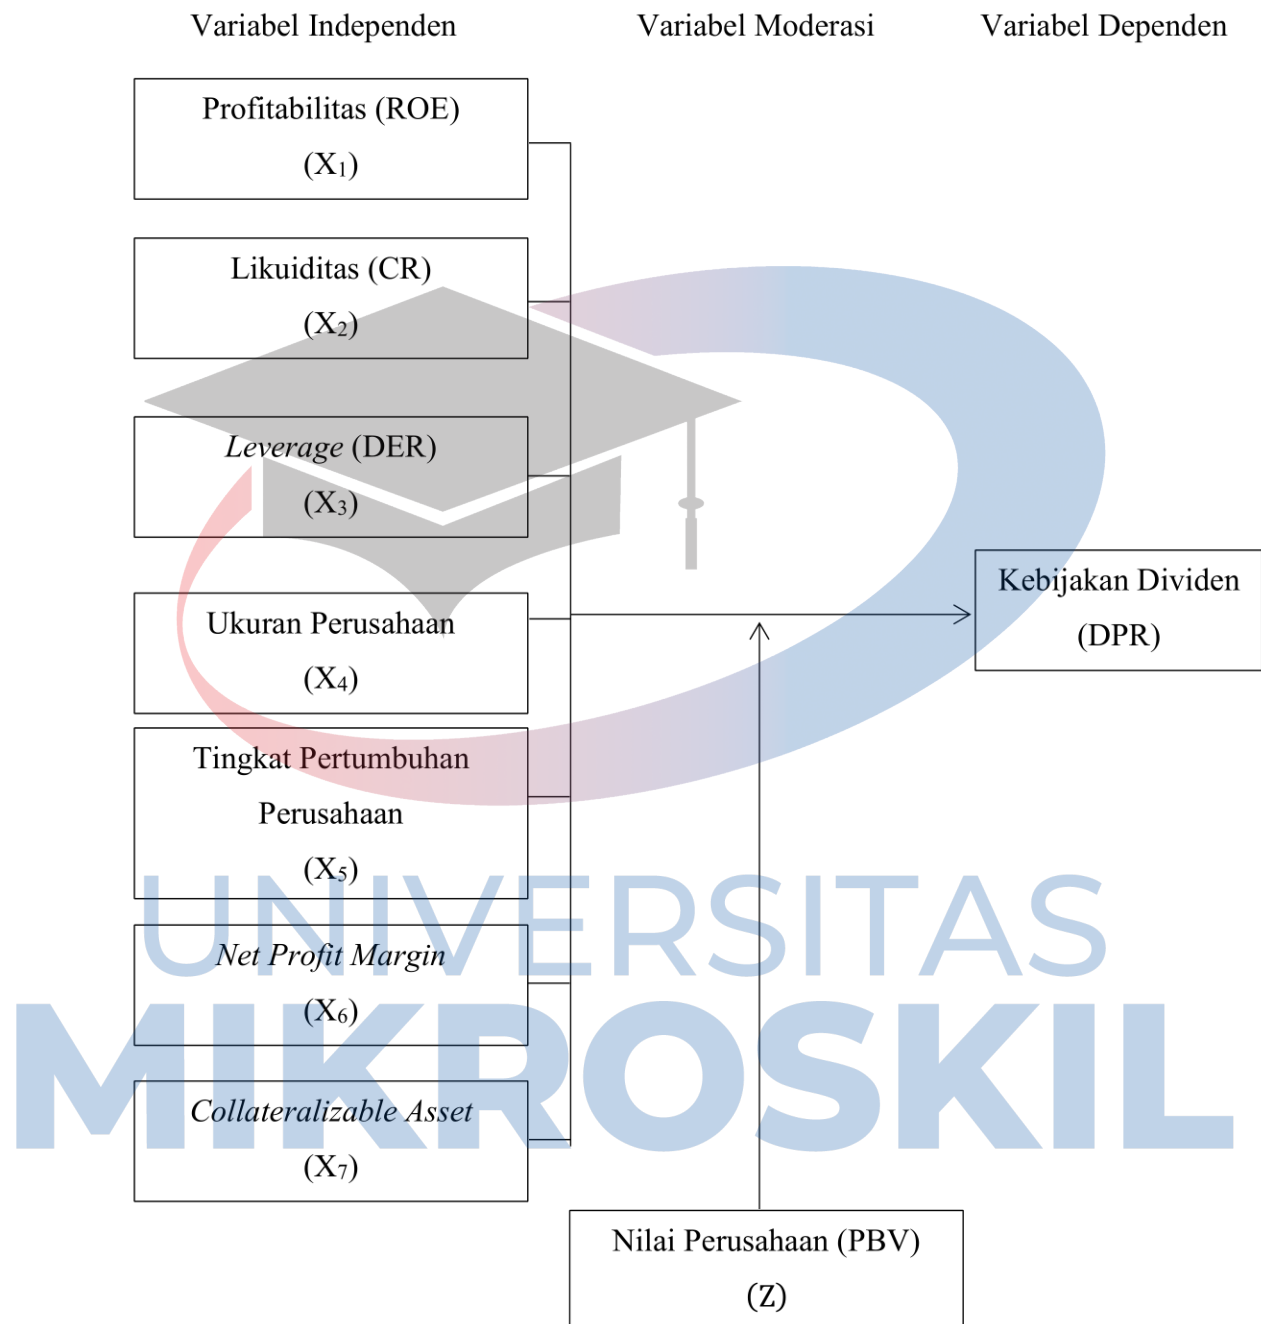 Variabel Independen
Variabel Moderasi
Variabel Dependen
Profitabilitas (ROE)
(X₁)
Likuiditas (CR)
(X₂)
Leverage (DER)
(X₃)
Ukuran Perusahaan
(X₄)
Tingkat Pertumbuhan
Perusahaan
(X₅)
Net Profit Margin
(X₆)
Collateralizable Asset
(X₇)
Kebijakan Dividen
(DPR)
Nilai Perusahaan (PBV)
(Z)
UNIVERSITAS
MIKROSKIL